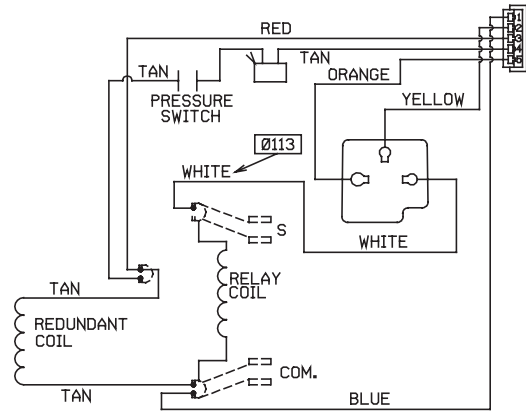 1
2
3
4
5
RED
TAN
TAN
PRESSURE
SWITCH
ORANGE
YELLOW
Ø113
WHITE
S
WHITE
RELAY
COIL
TAN
REDUNDANT
COIL
COM.
TAN
BLUE